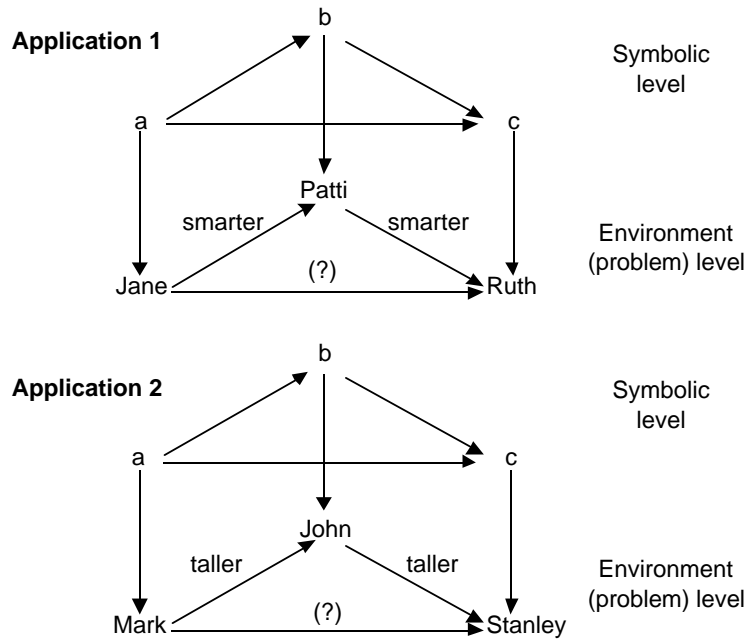 b
Application 1
Symbolic
level
a
c
Patti
smarter
smarter
Environment
(problem) level
(?)
Jane
Ruth
b
Application 2
Symbolic
level
a
c
John
taller
taller
Environment
(problem) level
(?)
Mark
Stanley